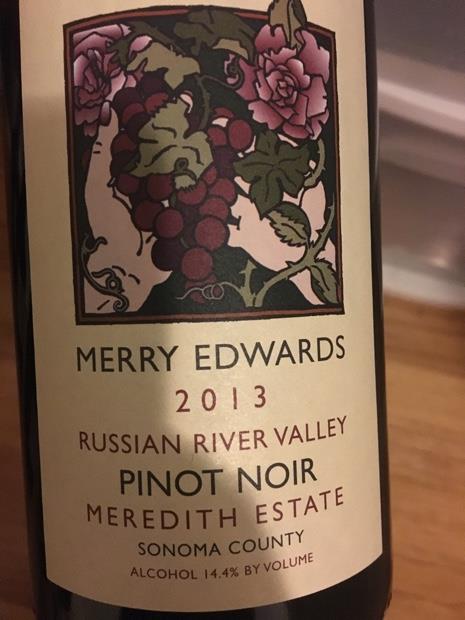 MERRY EDWARDS
2013
RUSSIAN RIVER VALLEY
PINOT NOIR
MEREDITH ESTATE
SONOMA COUNTY
ALCOHOL 14.4% BY VOLUME